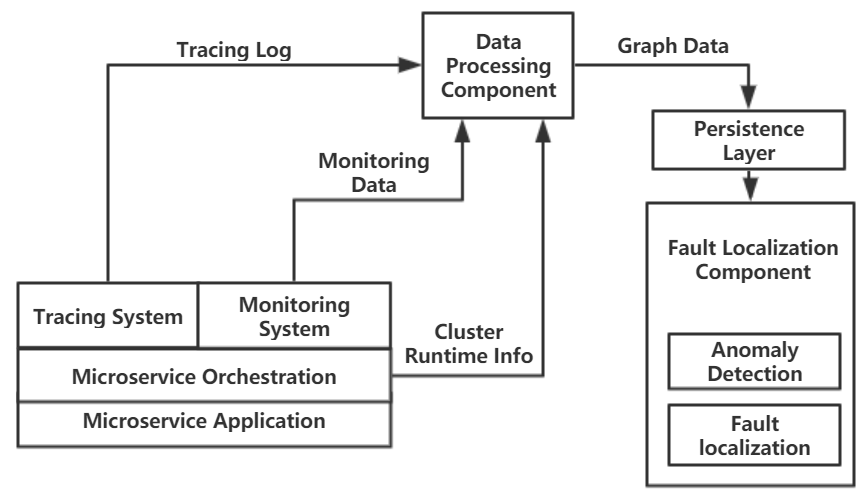 Tracing Log
Data
Processing
Component
Graph Data
Persistence
Layer
Monitoring
Data
Fault Localization
Component
Tracing System
Monitoring
System
Cluster
Runtime Info
Microservice Orchestration
Microservice Application
Anomaly
Detection
Fault
localization